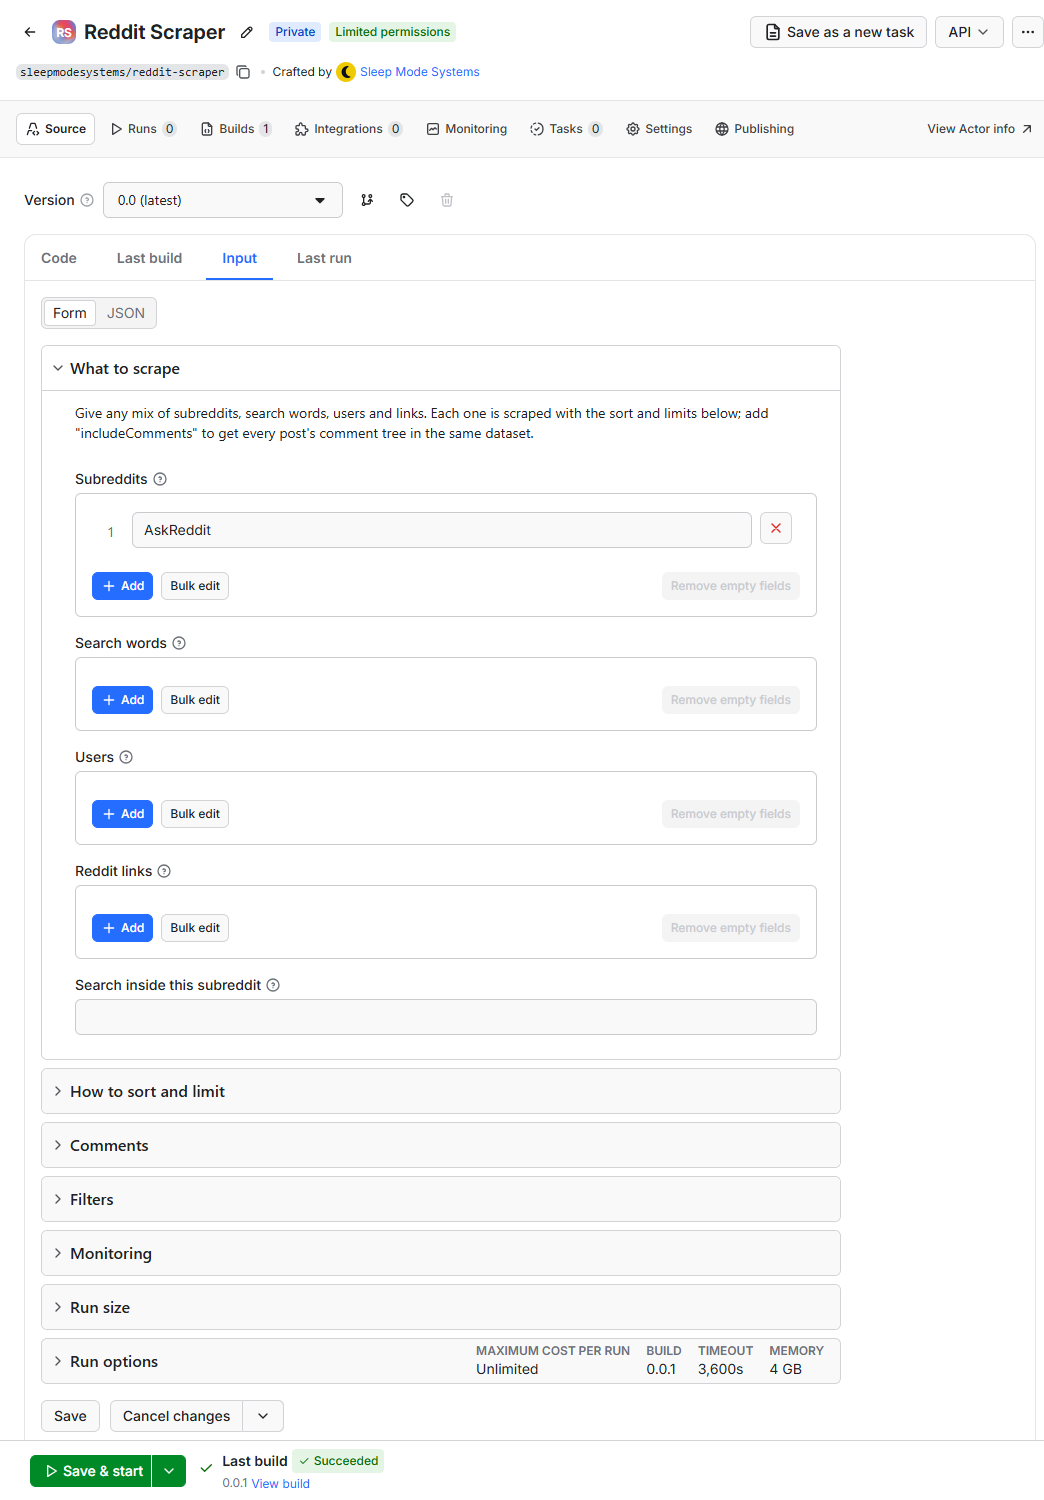 RS Reddit Scraper Private Limited permissions Save as a new task API
sleepmodesystems/reddit-scraper Crafted by Sleep Mode Systems
Source Runs 0 Builds 1 Integrations 0 Monitoring Tasks 0 Settings Publishing View Actor info
Version 0.0 (latest)
Code Last build Input Last run
Form JSON
What to scrape
Give any mix of subreddits, search words, users and links. Each one is scraped with the sort and limits below; add
"includeComments" to get every post's comment tree in the same dataset.
Subreddits
1 AskReddit
Add Bulk edit Remove empty fields
Search words
Add Bulk edit Remove empty fields
Users
Add Bulk edit Remove empty fields
Reddit links
Add Bulk edit Remove empty fields
Search inside this subreddit
How to sort and limit
Comments
Filters
Monitoring
Run size
Run options
MAXIMUM COST PER RUN BUILD TIMEOUT MEMORY
Unlimited 0.0.1 3,600s 4 GB
Save Cancel changes
Save & start Last build Succeeded
0.0.1 View build